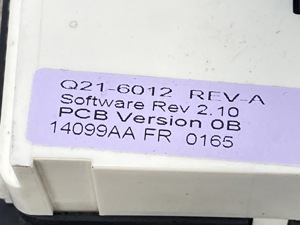 Q21-6012 REV-A
Software Rev 2.10
PCB Version 0B
14099AA FR 0165